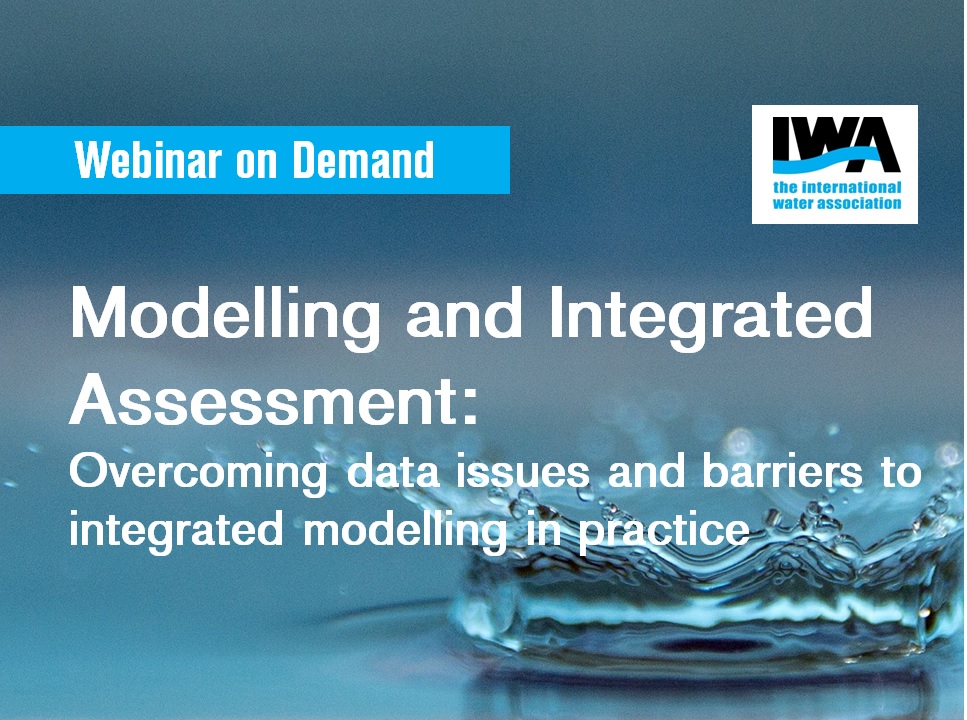 Webinar on Demand
IWA
the international
water association
Modelling and Integrated
Assessment:
Overcoming data issues and barriers to
integrated modelling in practice